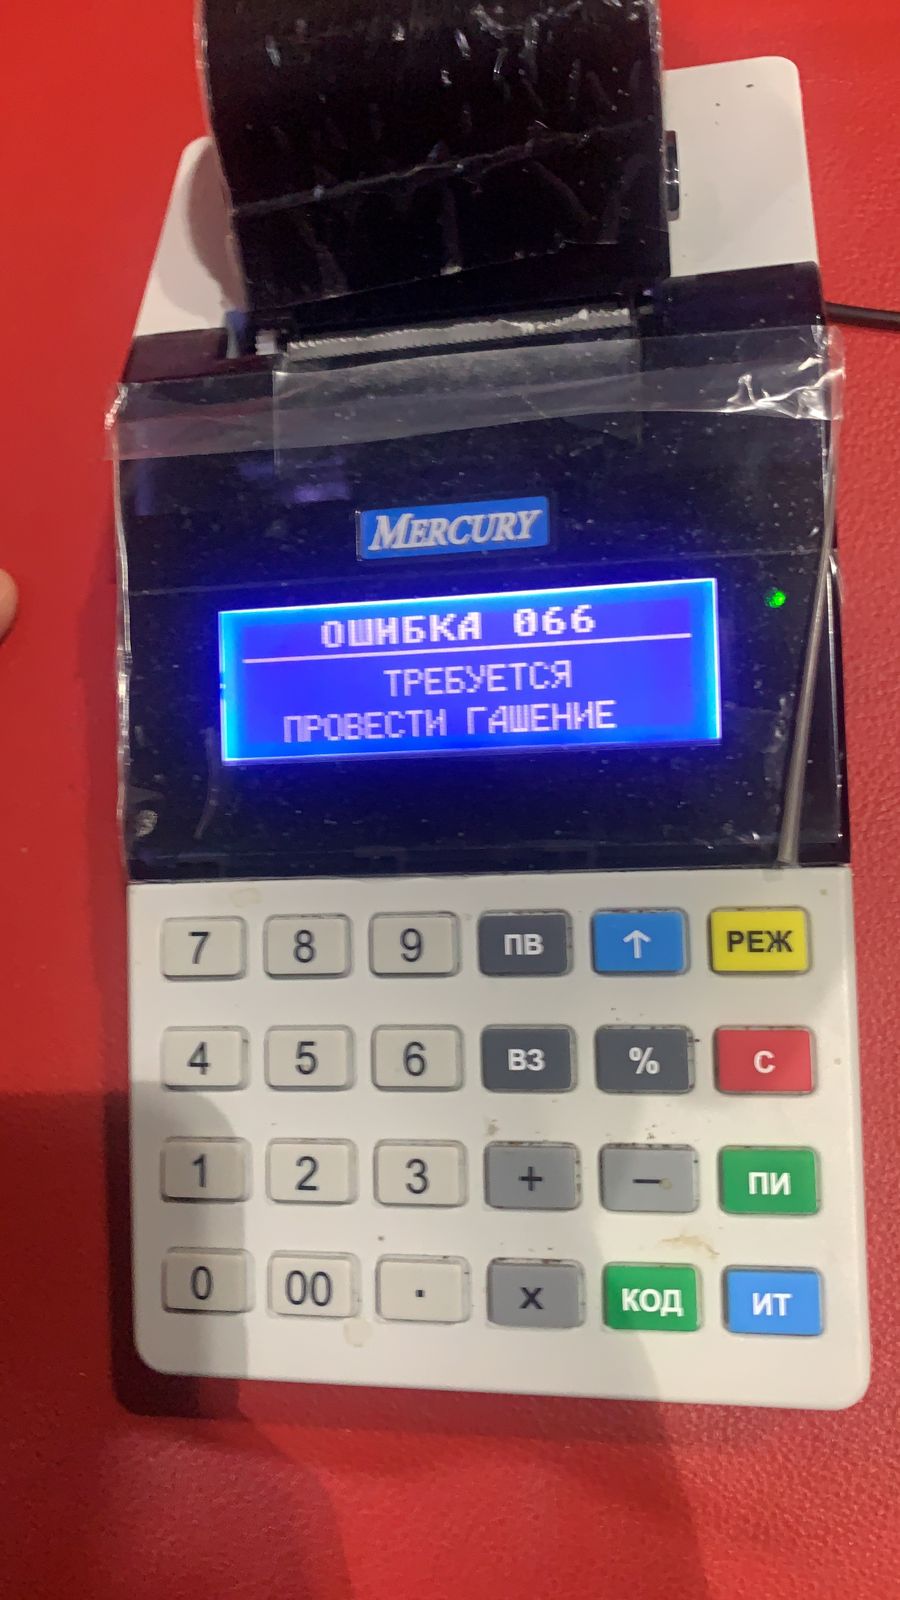 MERCURY
ОШИБКА 066
ТРЕБУЕТСЯ
ПРОВЕСТИ ГАШЕНИЕ
7 8 9 ПВ ↑ РЕЖ
4 5 6 ВЗ % С
1 2 3 + − ПИ
0 00 . X КОД ИТ